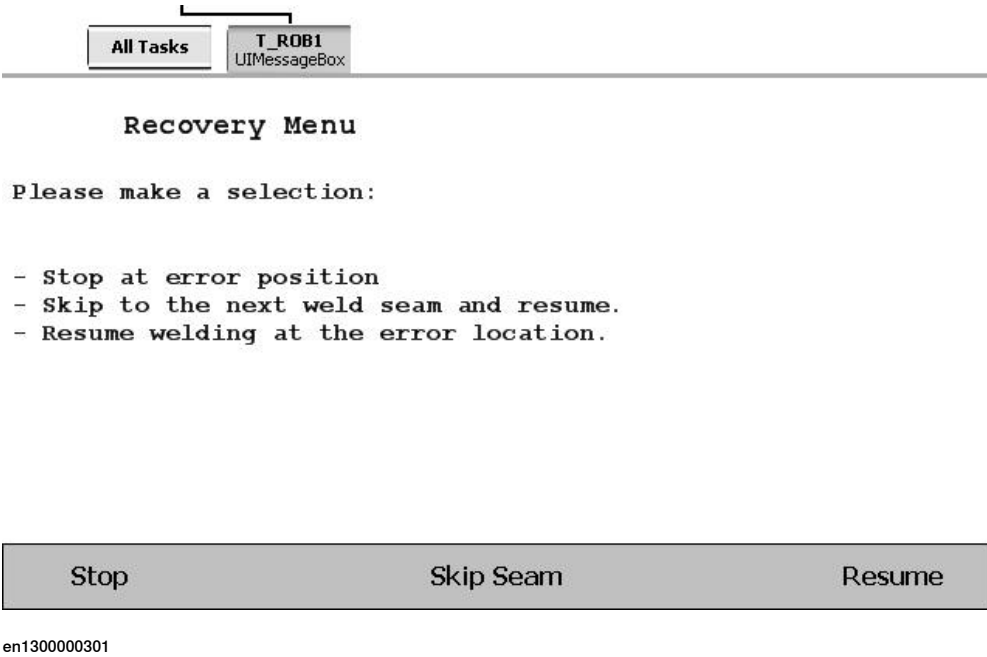 All Tasks
T_ROB1
UIMessageBox
Recovery Menu
Please make a selection:
- Stop at error position
- Skip to the next weld seam and resume.
- Resume welding at the error location.
Stop Skip Seam Resume
en1300000301